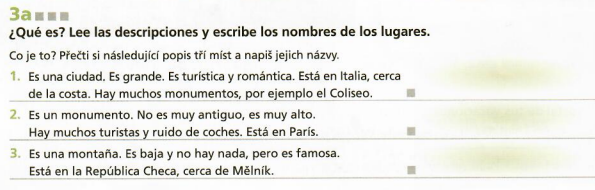 3a
¿Qué es? Lee las descripciones y escribe los nombres de los lugares.
Co je to? Přečti si následující popis tří míst a napiš jejich názvy.
1. Es una ciudad. Es grande. Es turística y romántica. Está en Italia, cerca
de la costa. Hay muchos monumentos, por ejemplo el Coliseo.
2. Es un monumento. No es muy antiguo, es muy alto.
Hay muchos turistas y ruido de coches. Está en París.
3. Es una montaña. Es baja y no hay nada, pero es famosa.
Está en la República Checa, cerca de Mělník.